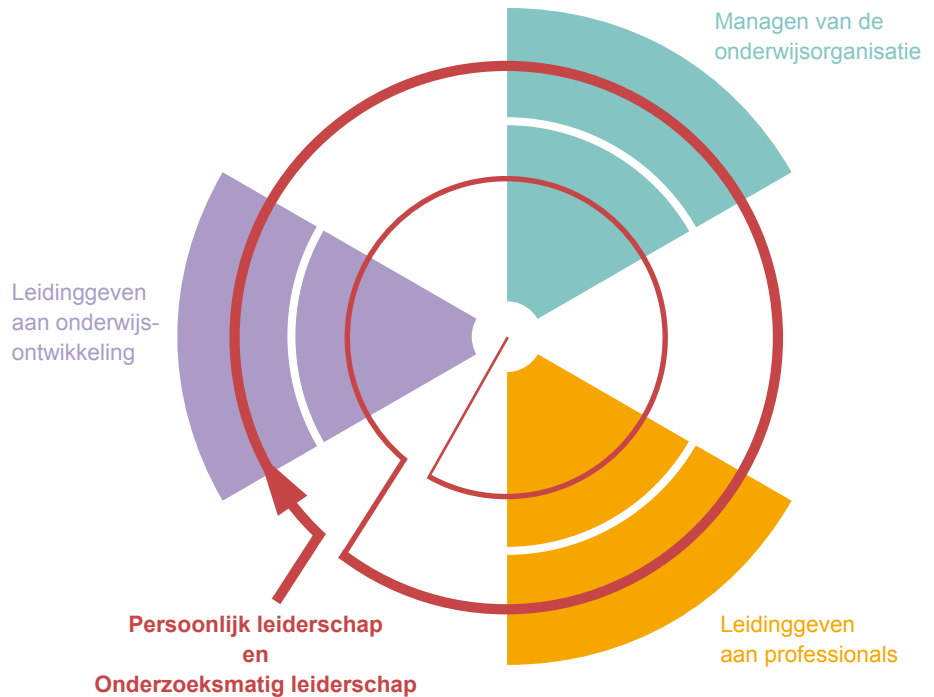 Managen van de
onderwijsorganisatie
Leidinggeven
aan onderwijs-
ontwikkeling
Persoonlijk leiderschap
en
Onderzoeksmatig leiderschap
Leidinggeven
aan professionals